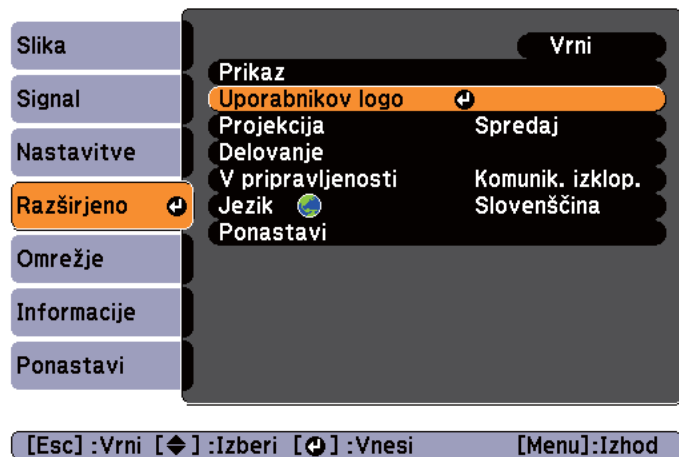 Slika
Signal
Nastavitve
Razširjeno
Omrežje
Informacije
Ponastavi
Vrni
Prikaz
Uporabnikov logo
Projekcija Spredaj
Delovanje
V pripravljenosti Komunik. izklop.
Jezik Slovenščina
Ponastavi
[Esc] :Vrni [◆] :Izberi [↵] :Vnesi [Menu]:Izhod